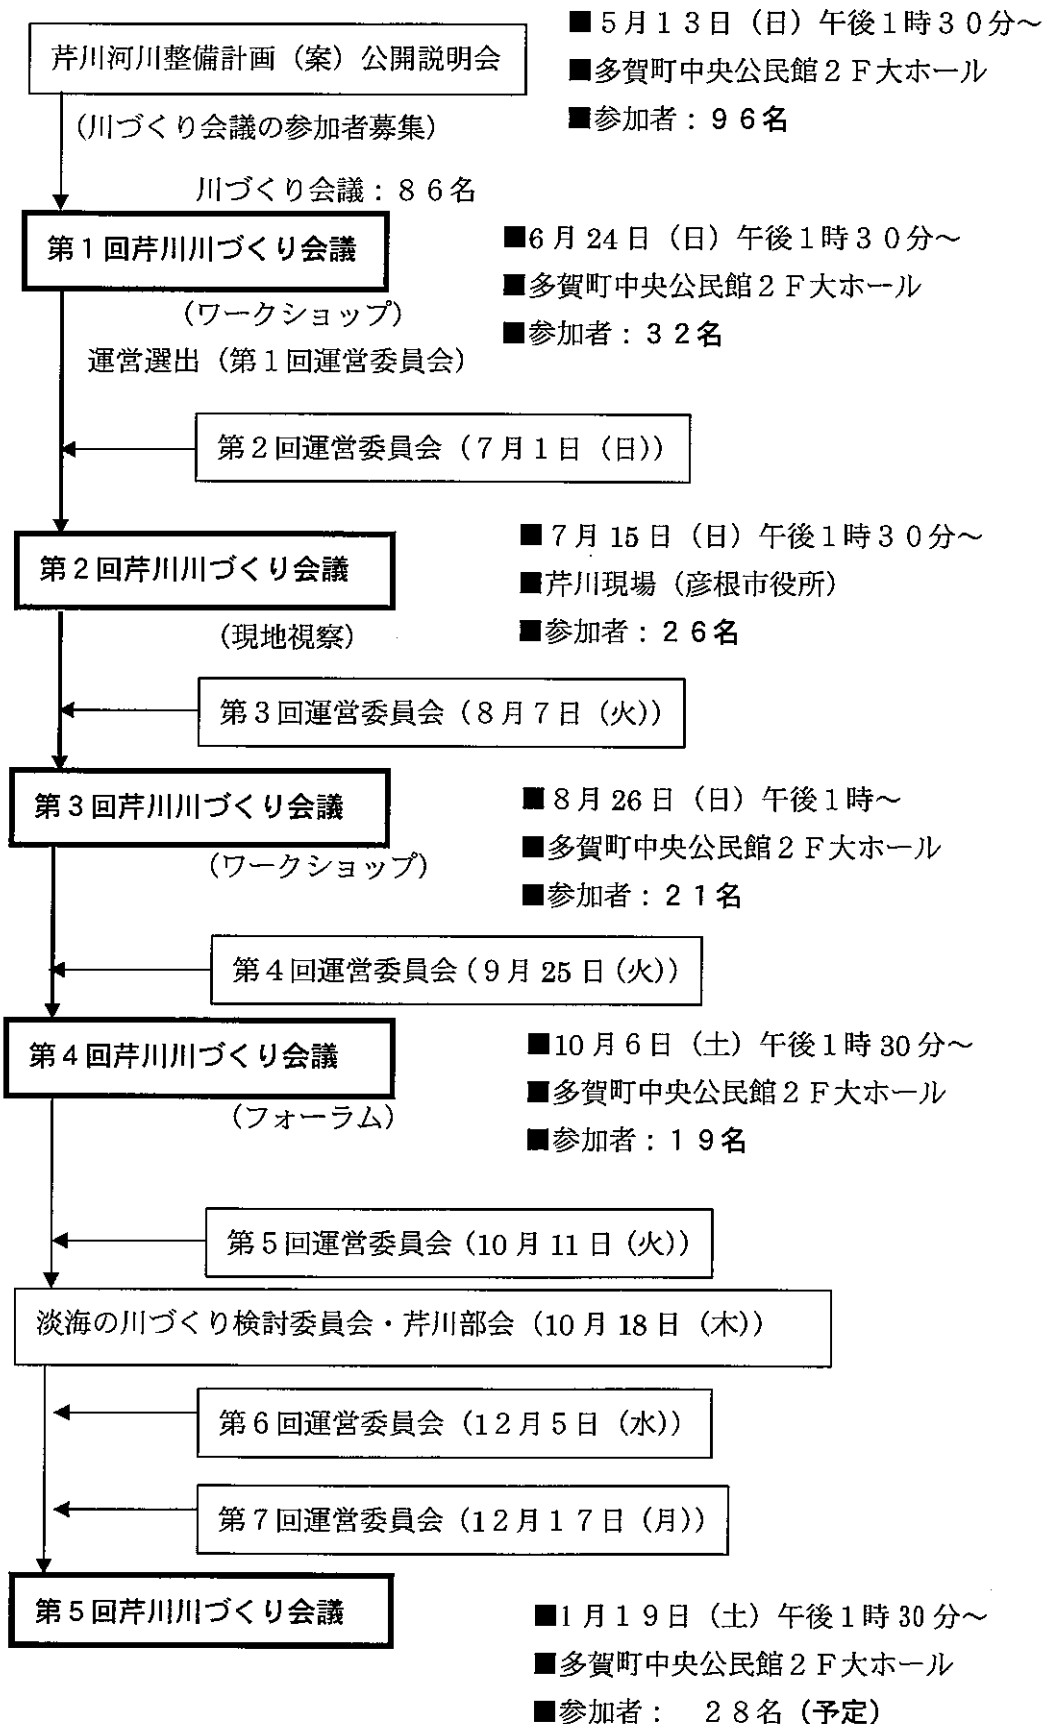 芹川河川整備計画（案）公開説明会
■５月１３日（日）午後１時３０分～
■多賀町中央公民館２Ｆ大ホール
■参加者：９６名
（川づくり会議の参加者募集）
川づくり会議：８６名
第１回芹川川づくり会議
（ワークショップ）
■6月24日（日）午後１時３０分～
■多賀町中央公民館２Ｆ大ホール
■参加者：３２名
運営選出（第１回運営委員会）
第２回運営委員会（７月１日（日））
第２回芹川川づくり会議
（現地視察）
■７月15日（日）午後１時３０分～
■芹川現場（彦根市役所）
■参加者：２６名
第３回運営委員会（８月７日（火））
第３回芹川川づくり会議
（ワークショップ）
■８月26日（日）午後１時～
■多賀町中央公民館２Ｆ大ホール
■参加者：２１名
第４回運営委員会（９月25日（火））
第４回芹川川づくり会議
（フォーラム）
■10月６日（土）午後１時30分～
■多賀町中央公民館２Ｆ大ホール
■参加者：１９名
第５回運営委員会（10月11日（火））
淡海の川づくり検討委員会・芹川部会（10月18日（木））
第６回運営委員会（１２月５日（水））
第７回運営委員会（１２月１７日（月））
第５回芹川川づくり会議
■1月１９日（土）午後１時30分～
■多賀町中央公民館２Ｆ大ホール
■参加者：　２８名（予定）